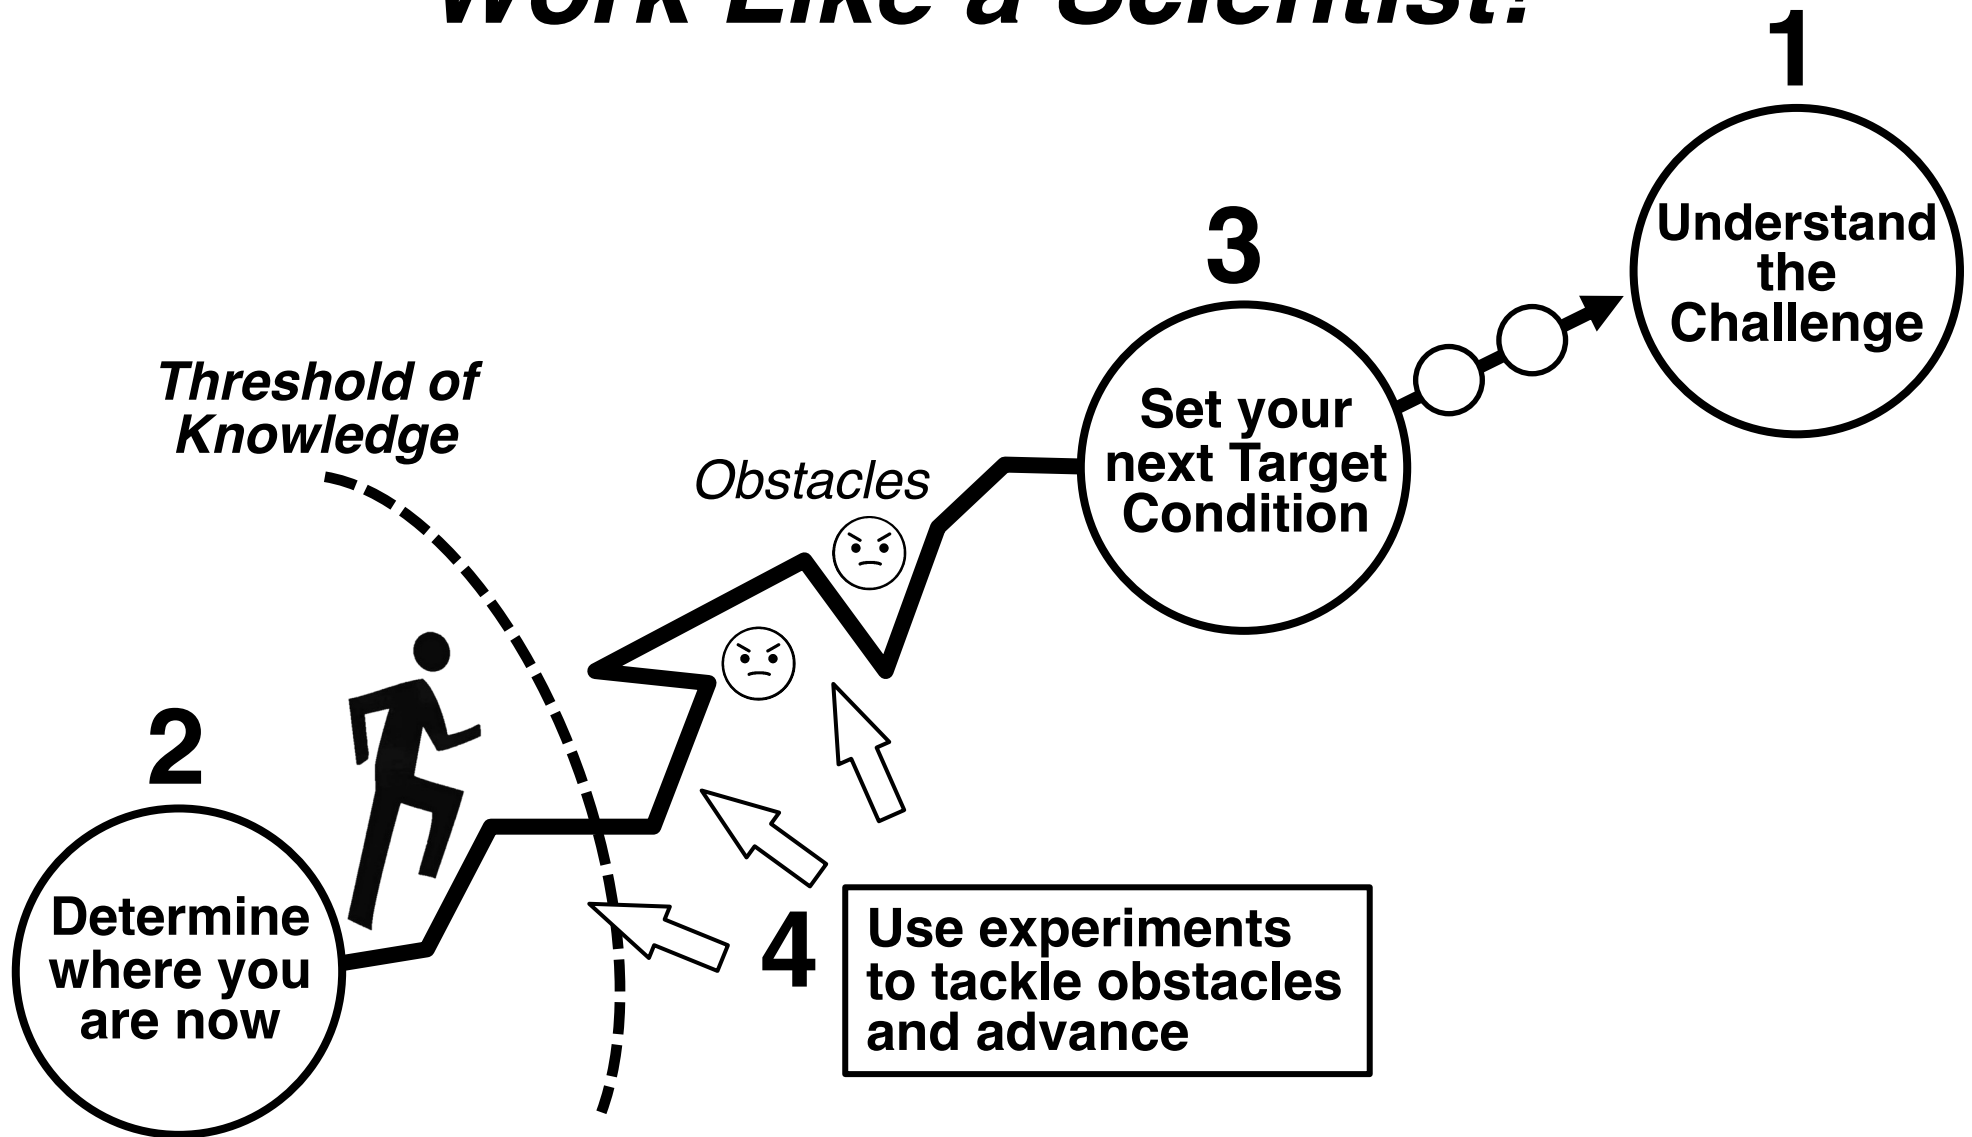 Work Like a Scientist!
1
Understand
the
Challenge
3
Set your
next Target
Condition
Threshold of
Knowledge
Obstacles
2
Determine
where you
are now
4
Use experiments
to tackle obstacles
and advance